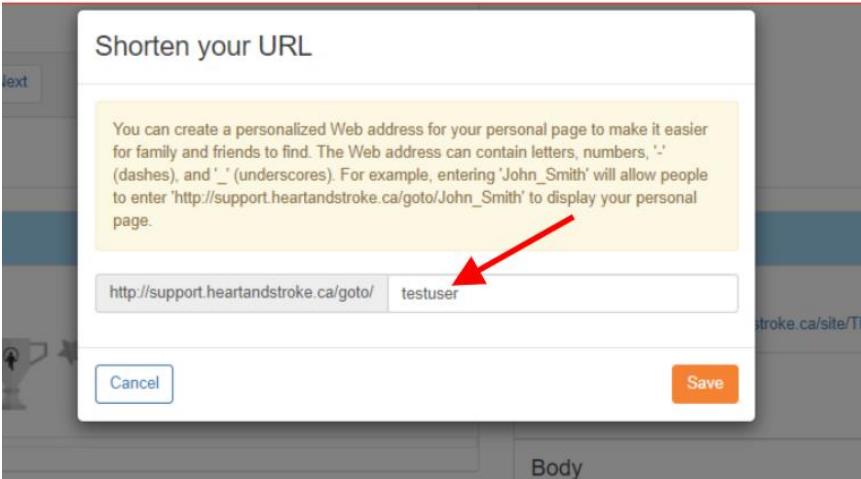 Shorten your URL
Next
You can create a personalized Web address for your personal page to make it easier
for family and friends to find. The Web address can contain letters, numbers, '-'
(dashes), and '_' (underscores). For example, entering 'John_Smith' will allow people
to enter 'http://support.heartandstroke.ca/goto/John_Smith' to display your personal
page.
http://support.heartandstroke.ca/goto/ testuser
stroke.ca/site/T
Cancel Save
Body